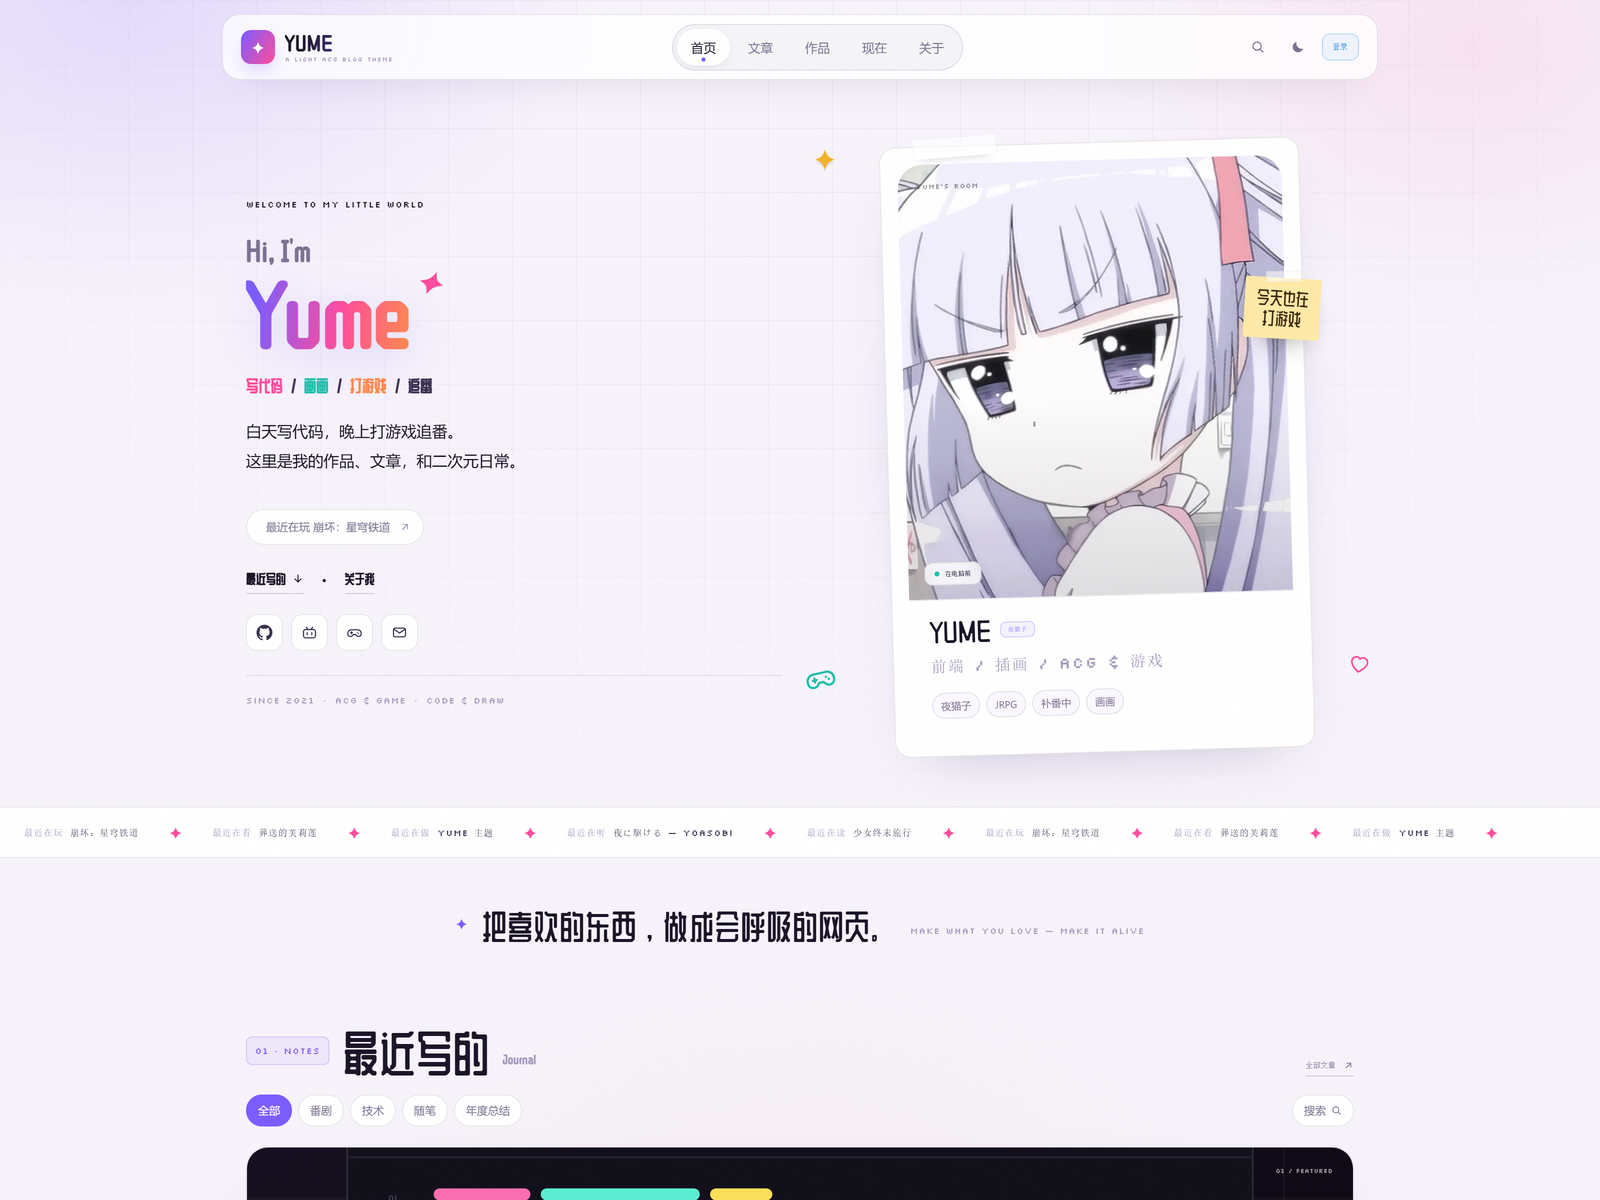 YUME
A LIGHT ACG BLOG THEME
首页 文章 作品 现在 关于
登录
WELCOME TO MY LITTLE WORLD
Hi, I'm
Yume
写代码 / 画画 / 打游戏 / 追番
白天写代码，晚上打游戏追番。
这里是我的作品、文章，和二次元日常。
最近在玩 崩坏：星穹铁道
最近写的 ↓ • 关于我
SINCE 2021 · ACG & GAME · CODE & DRAW
YUME'S ROOM
今天也在
打游戏
在电脑前
YUME 夜猫子
前端 / 插画 / ACG & 游戏
夜猫子 JRPG 补番中 画画
最近在玩 崩坏：星穹铁道 ✦ 最近在看 葬送的芙莉莲 ✦ 最近在做 YUME 主题 ✦ 最近在听 夜に駆ける — YOASOBI ✦ 最近在读 少女终末旅行 ✦ 最近在玩 崩坏：星穹铁道 ✦ 最近在看 葬送的芙莉莲 ✦ 最近在做 YUME 主题 ✦
把喜欢的东西，做成会呼吸的网页。 MAKE WHAT YOU LOVE — MAKE IT ALIVE
01 · NOTES 最近写的 Journal
全部文章
全部 番剧 技术 随笔 年度总结
搜索
01 / FEATURED
01